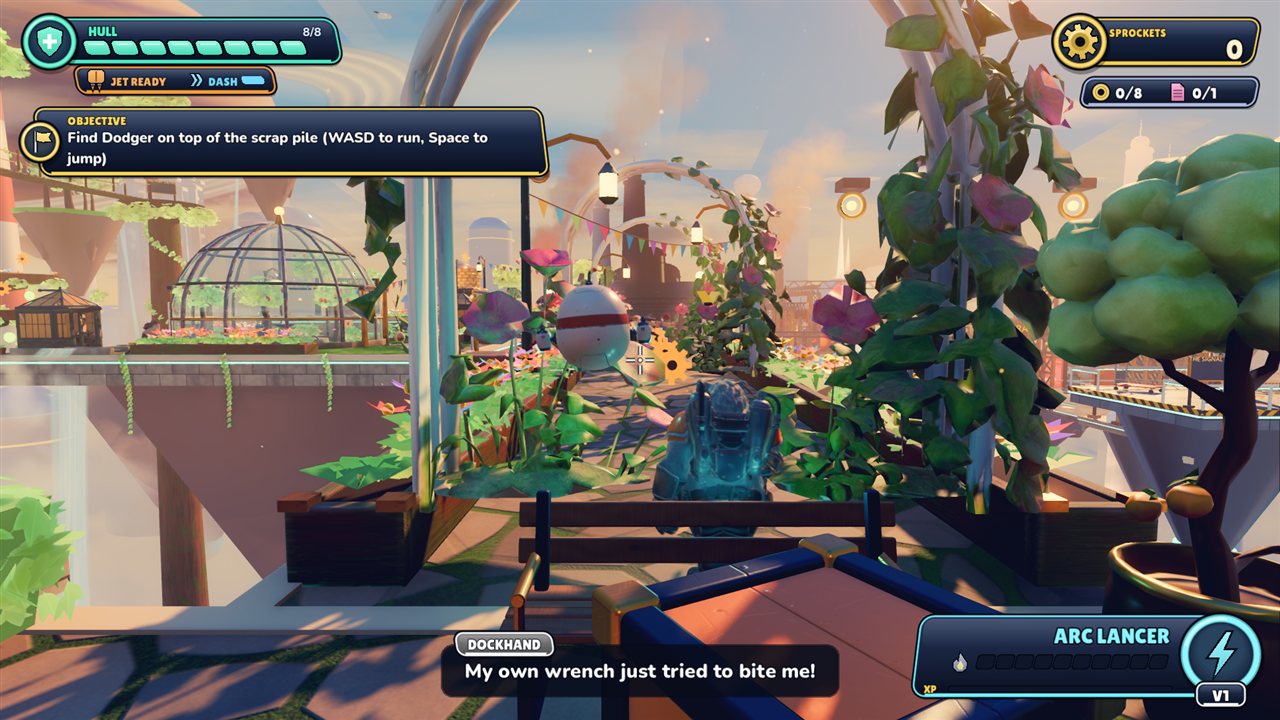 HULL
8/8
JET READY
DASH
OBJECTIVE
Find Dodger on top of the scrap pile (WASD to run, Space to
jump)
SPROCKETS
0
0/8
0/1
DOCKHAND
My own wrench just tried to bite me!
ARC LANCER
XP
V1